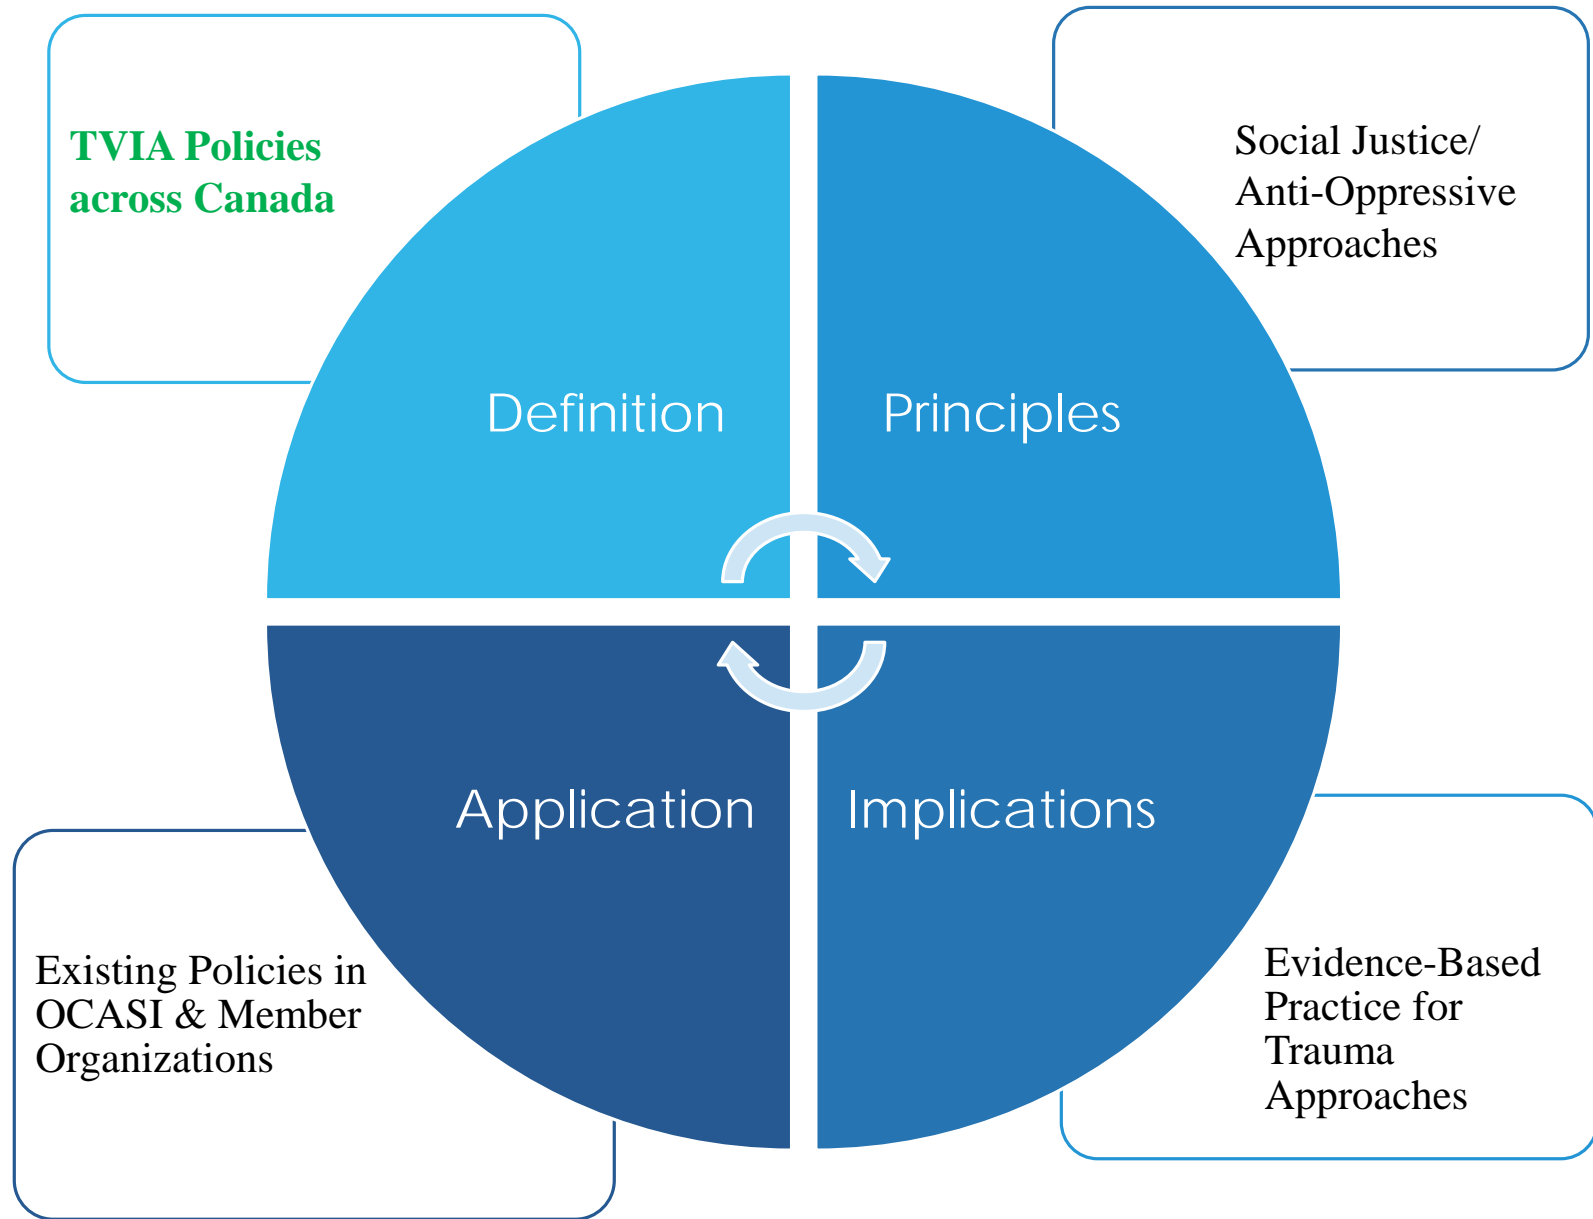 TVIA Policies
across Canada
Social Justice/
Anti-Oppressive
Approaches
Definition
Principles
Application
Implications
Existing Policies in
OCASI & Member
Organizations
Evidence-Based
Practice for
Trauma
Approaches